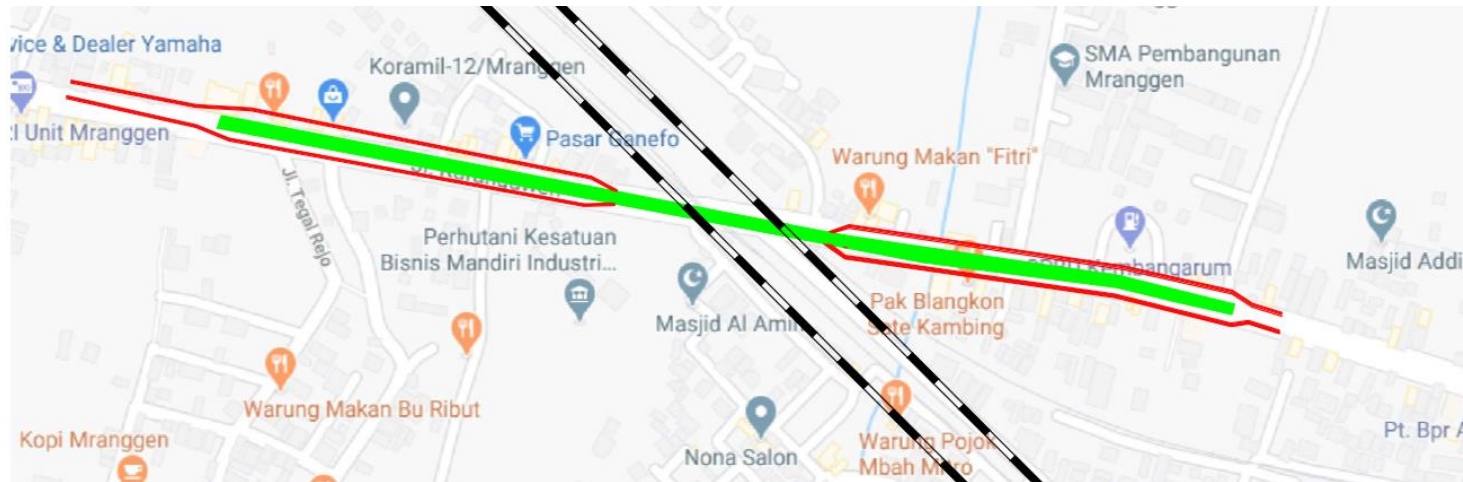 vice & Dealer Yamaha
Koramil-12/Mranggen
SMA Pembangunan
Mranggen
I Unit Mranggen
Pasar Ganefo
Warung Makan "Fitri"
Jl. Tegal Rejo
Perhutani Kesatuan
Bisnis Mandiri Industri...
Kembangarum
Masjid Addi
Masjid Al Amin
Pak Blangkon
Sate Kambing
Warung Makan Bu Ribut
Kopi Mranggen
Nona Salon
Warung Pojok
Mbah Mitro
Pt. Bpr A